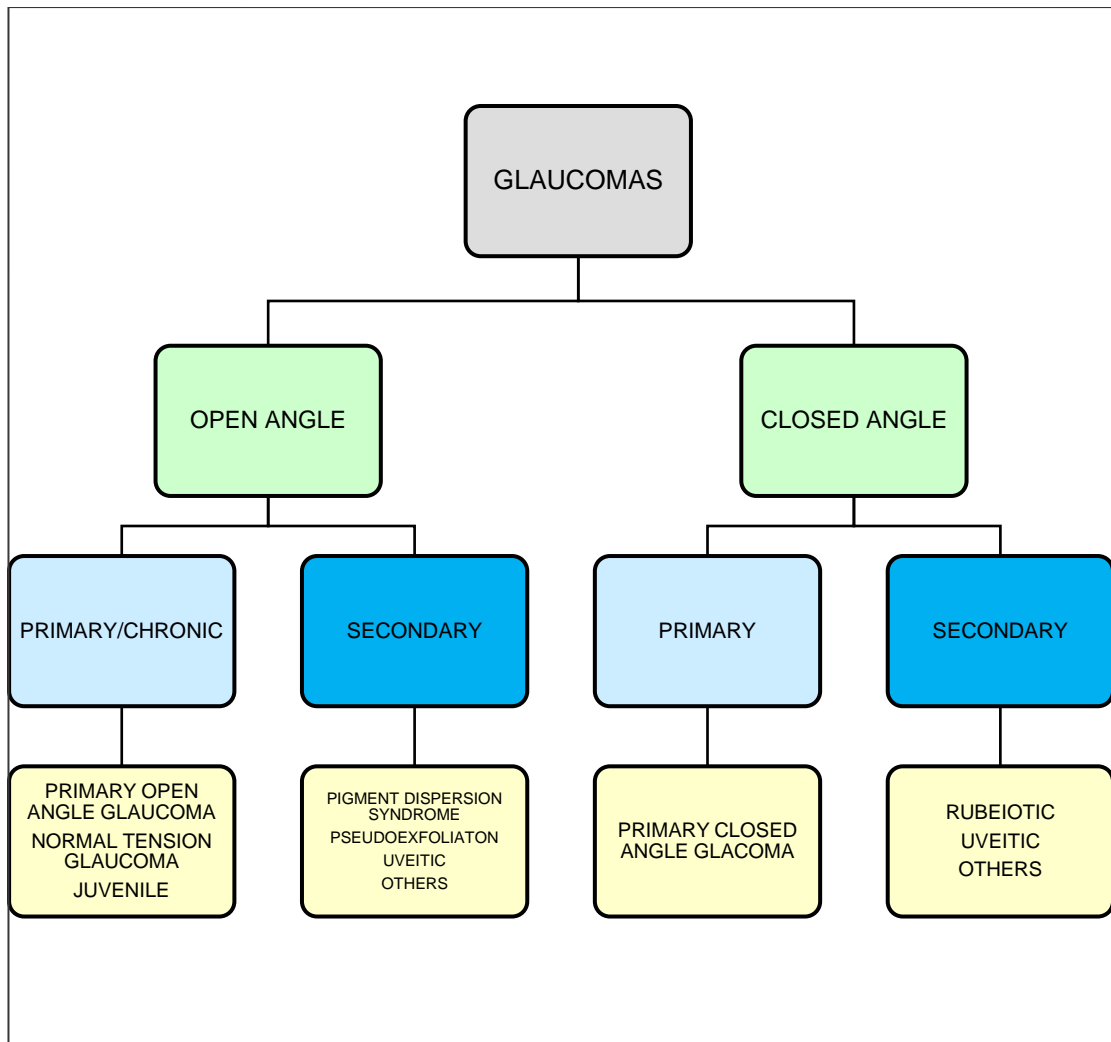 GLAUCOMAS
OPEN ANGLE
CLOSED ANGLE
PRIMARY/CHRONIC
SECONDARY
PRIMARY
SECONDARY
PRIMARY OPEN
ANGLE GLAUCOMA
NORMAL TENSION
GLAUCOMA
JUVENILE
PIGMENT DISPERSION
SYNDROME
PSEUDOEXFOLIATON
UVEITIC
OTHERS
PRIMARY CLOSED
ANGLE GLACOMA
RUBEIOTIC
UVEITIC
OTHERS